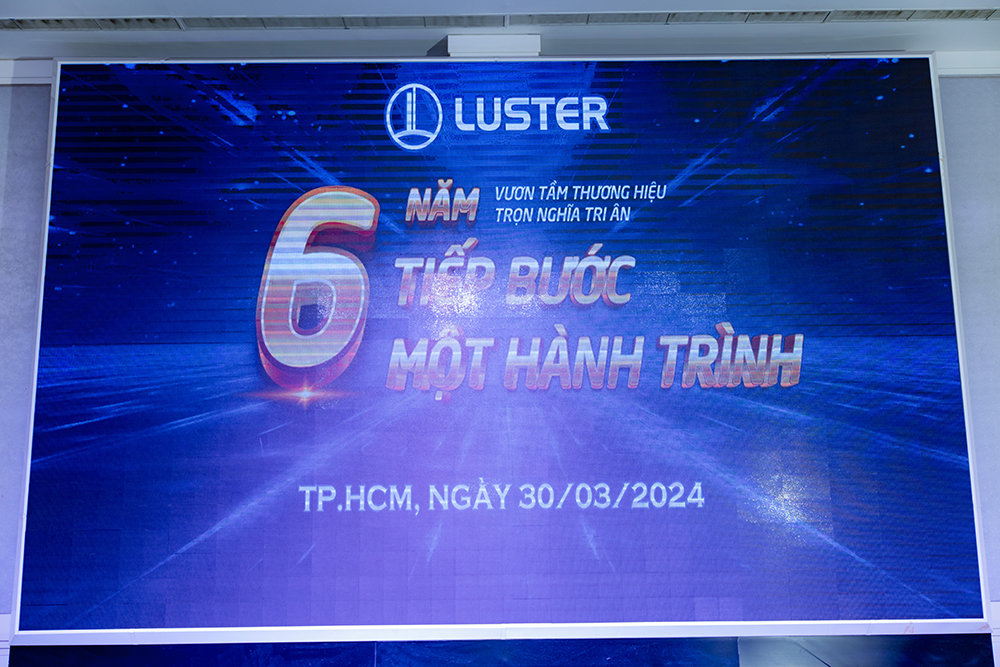 LUSTER
6 NĂM
VƯƠN TẦM THƯƠNG HIỆU
TRỌN NGHĨA TRI ÂN
TIẾP BƯỚC
MỘT HÀNH TRÌNH
TP.HCM, NGÀY 30/03/2024